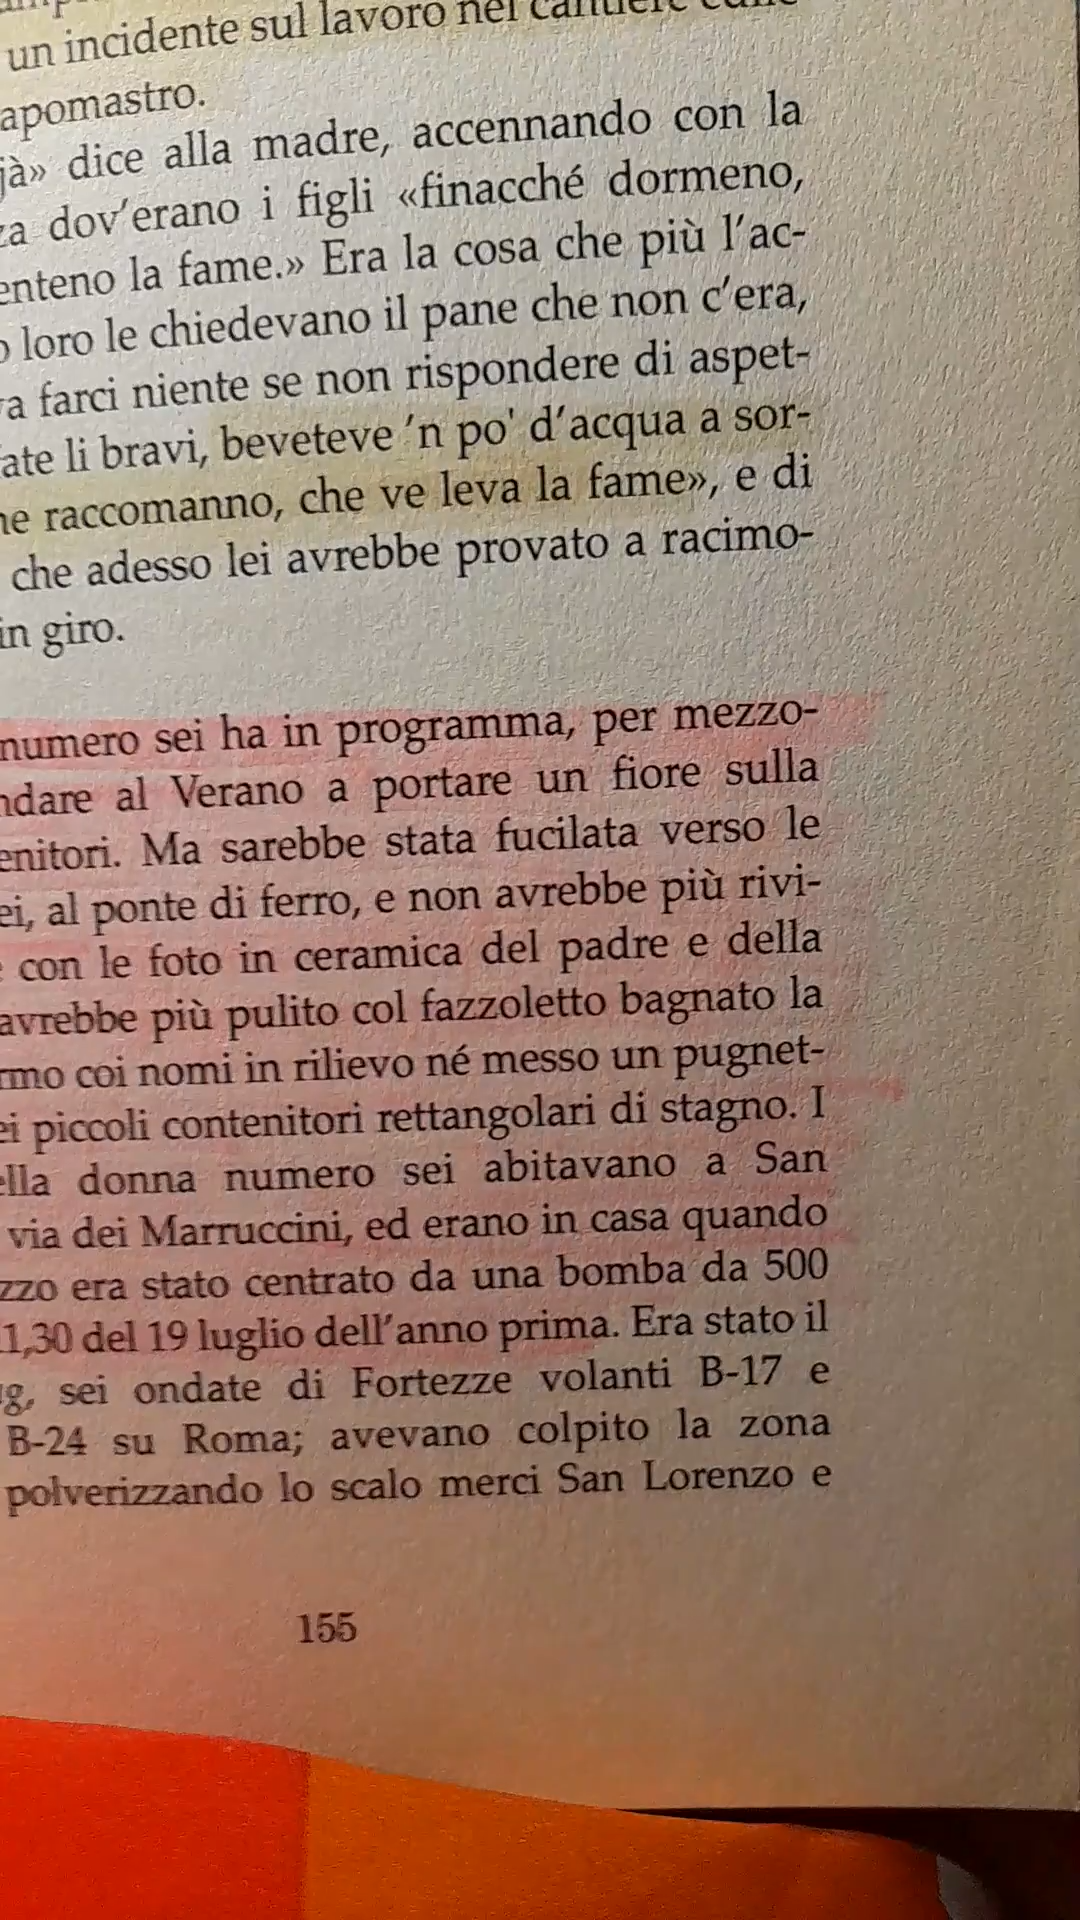 un incidente sul lavoro nel cantiere
apomastro.
jà» dice alla madre, accennando con la
za dov'erano i figli «finacché dormeno,
enteno la fame.» Era la cosa che più l'ac-
o loro le chiedevano il pane che non c'era,
va farci niente se non rispondere di aspet-
fate li bravi, beveteve 'n po' d'acqua a sor-
ne raccomanno, che ve leva la fame», e di
che adesso lei avrebbe provato a racimo-
in giro.
numero sei ha in programma, per mezzo-
ndare al Verano a portare un fiore sulla
enitori. Ma sarebbe stata fucilata verso le
ei, al ponte di ferro, e non avrebbe più rivi-
con le foto in ceramica del padre e della
avrebbe più pulito col fazzoletto bagnato la
rmo coi nomi in rilievo né messo un pugnet-
ei piccoli contenitori rettangolari di stagno. I
ella donna numero sei abitavano a San
via dei Marruccini, ed erano in casa quando
zzo era stato centrato da una bomba da 500
1,30 del 19 luglio dell'anno prima. Era stato il
ug, sei ondate di Fortezze volanti B-17 e
B-24 su Roma; avevano colpito la zona
polverizzando lo scalo merci San Lorenzo e
155